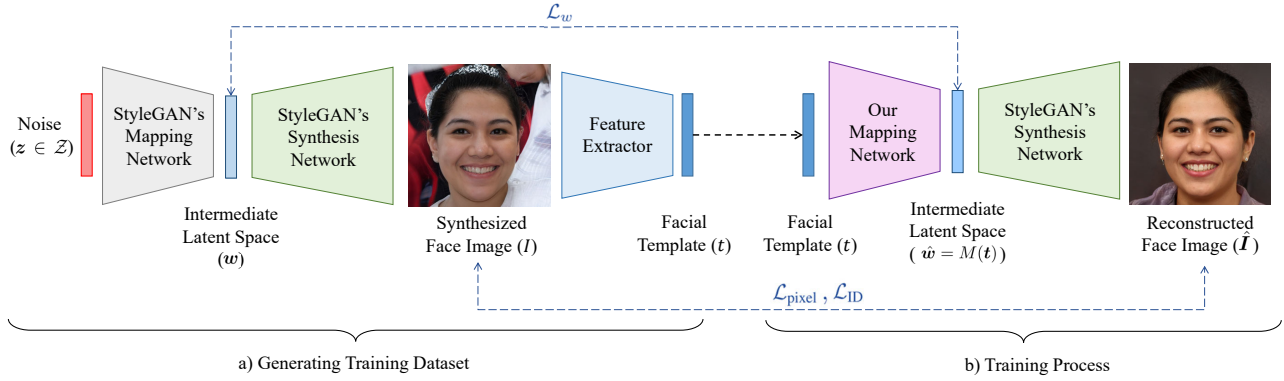 ℒ_w
Noise
(z ∈ 𝒵)
StyleGAN's
Mapping
Network
Intermediate
Latent Space
(w)
StyleGAN's
Synthesis
Network
Synthesized
Face Image (I)
Feature
Extractor
Facial
Template (t)
Facial
Template (t)
Our
Mapping
Network
Intermediate
Latent Space
( ŵ = M(t) )
StyleGAN's
Synthesis
Network
Reconstructed
Face Image (Î)
ℒ_pixel , ℒ_ID
a) Generating Training Dataset
b) Training Process